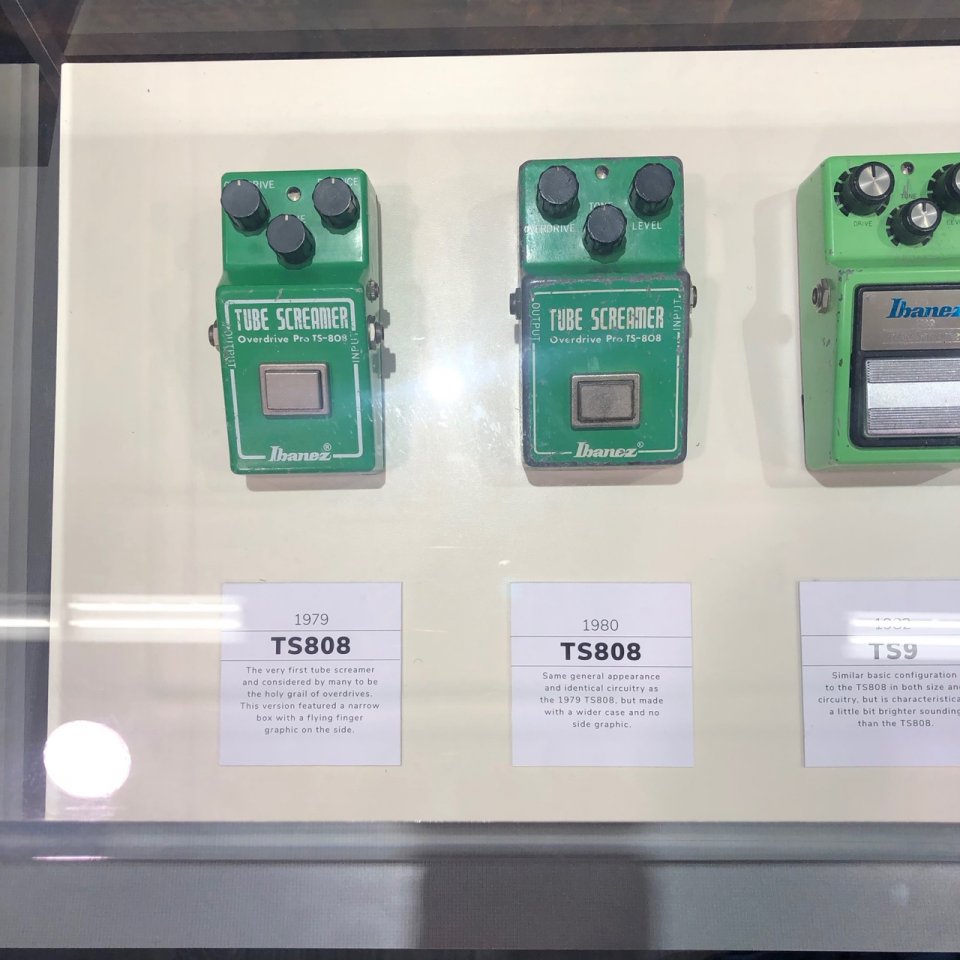 TUBE SCREAMER
Overdrive Pro TS-808
OUTPUT
INPUT
Ibanez®
TONE
OVERDRIVE
LEVEL
TUBE SCREAMER
Overdrive Pro TS-808
OUTPUT
INPUT
Ibanez®
DRIVE
TONE
Ibanez
1979
TS808
The very first tube screamer
and considered by many to be
the holy grail of overdrives.
This version featured a narrow
box with a flying finger
graphic on the side.
1980
TS808
Same general appearance
and identical circuitry as
the 1979 TS808, but made
with a wider case and no
side graphic.
1982
TS9
Similar basic configuration
to the TS808 in both size and
circuitry, but is characteristica
a little bit brighter sounding
than the TS808.